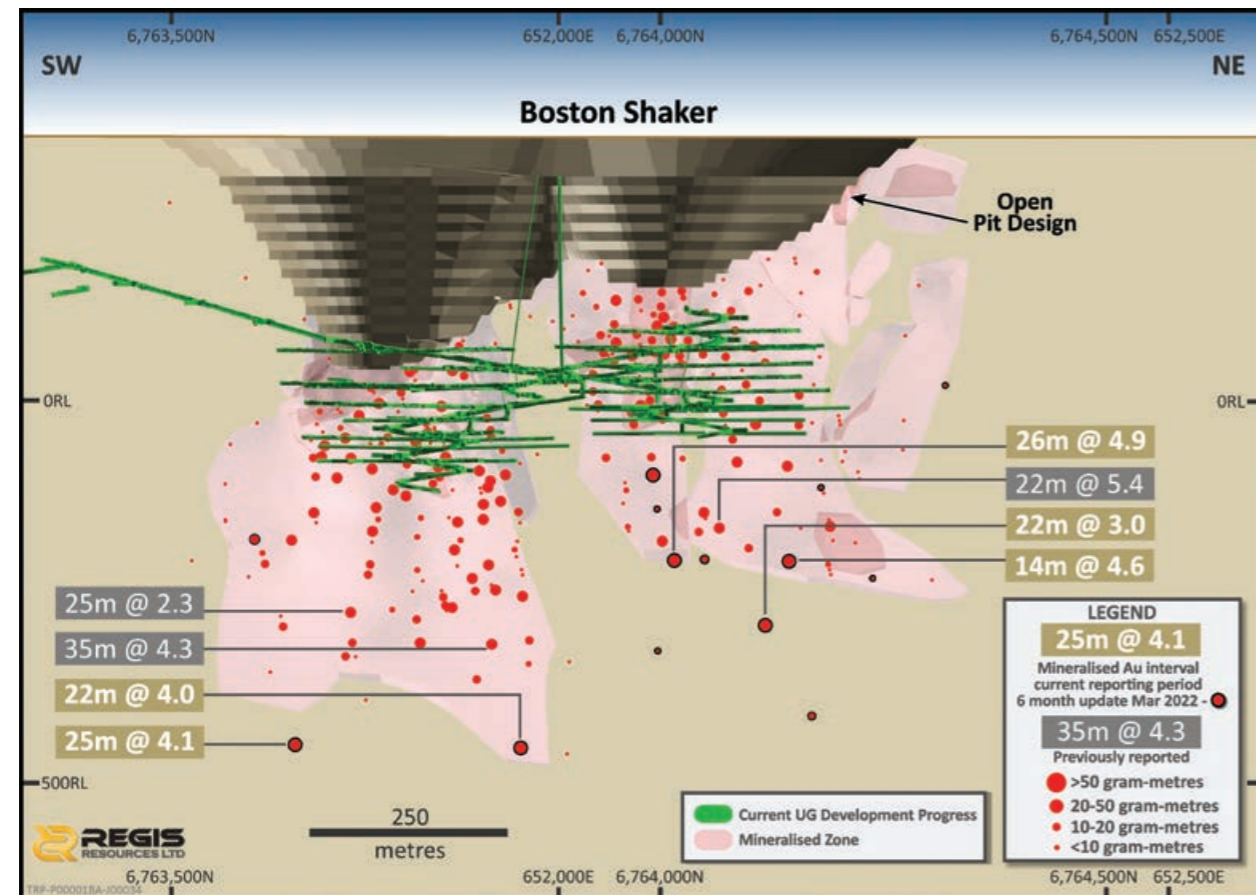 6,763,500N 652,000E 6,764,000N 6,764,500N 652,500E
SW NE
Boston Shaker
Open
Pit Design
0RL 0RL
26m @ 4.9
22m @ 5.4
22m @ 3.0
14m @ 4.6
25m @ 2.3
35m @ 4.3
22m @ 4.0
25m @ 4.1
500RL
LEGEND
25m @ 4.1
Mineralised Au interval
current reporting period
6 month update Mar 2022 -
35m @ 4.3
Previously reported
>50 gram-metres
20-50 gram-metres
10-20 gram-metres
<10 gram-metres
Current UG Development Progress
Mineralised Zone
250
metres
REGIS
RESOURCES LTD
6,763,500N 652,000E 6,764,000N 6,764,500N 652,500E
TRP-P00001BA-J00034